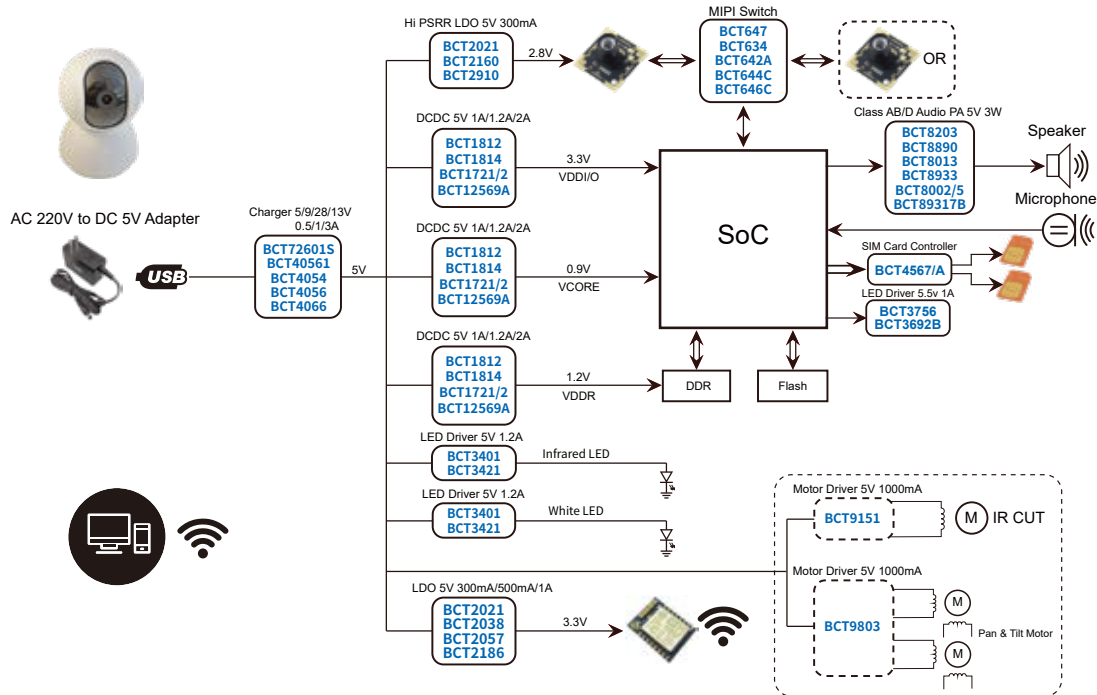 Hi PSRR LDO 5V 300mA
BCT2021
BCT2160
BCT2910
2.8V
MIPI Switch
BCT647
BCT634
BCT642A
BCT644C
BCT646C
OR
DCDC 5V 1A/1.2A/2A
BCT1812
BCT1814
BCT1721/2
BCT12569A
3.3V
VDDI/O
SoC
Class AB/D Audio PA 5V 3W
BCT8203
BCT8890
BCT8013
BCT8933
BCT8002/5
BCT89317B
Speaker
Microphone
AC 220V to DC 5V Adapter
USB
Charger 5/9/28/13V
0.5/1/3A
BCT72601S
BCT40561
BCT4054
BCT4056
BCT4066
5V
DCDC 5V 1A/1.2A/2A
BCT1812
BCT1814
BCT1721/2
BCT12569A
0.9V
VCORE
SIM Card Controller
BCT4567/A
LED Driver 5.5v 1A
BCT3756
BCT3692B
DCDC 5V 1A/1.2A/2A
BCT1812
BCT1814
BCT1721/2
BCT12569A
1.2V
VDDR
DDR
Flash
LED Driver 5V 1.2A
BCT3401
BCT3421
Infrared LED
LED Driver 5V 1.2A
BCT3401
BCT3421
White LED
Motor Driver 5V 1000mA
BCT9151
M
IR CUT
Motor Driver 5V 1000mA
BCT9803
M
Pan & Tilt Motor
M
LDO 5V 300mA/500mA/1A
BCT2021
BCT2038
BCT2057
BCT2186
3.3V